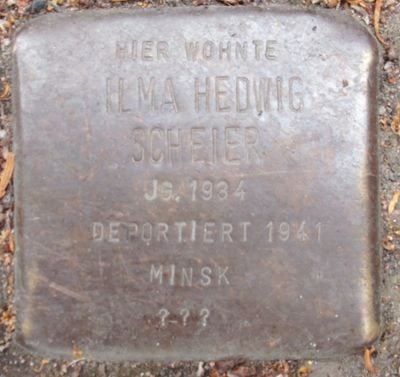 HIER WOHNTE
ILMA HEDWIG
SCHEIER
JG. 1934
DEPORTIERT 1941
MINSK
? ? ?